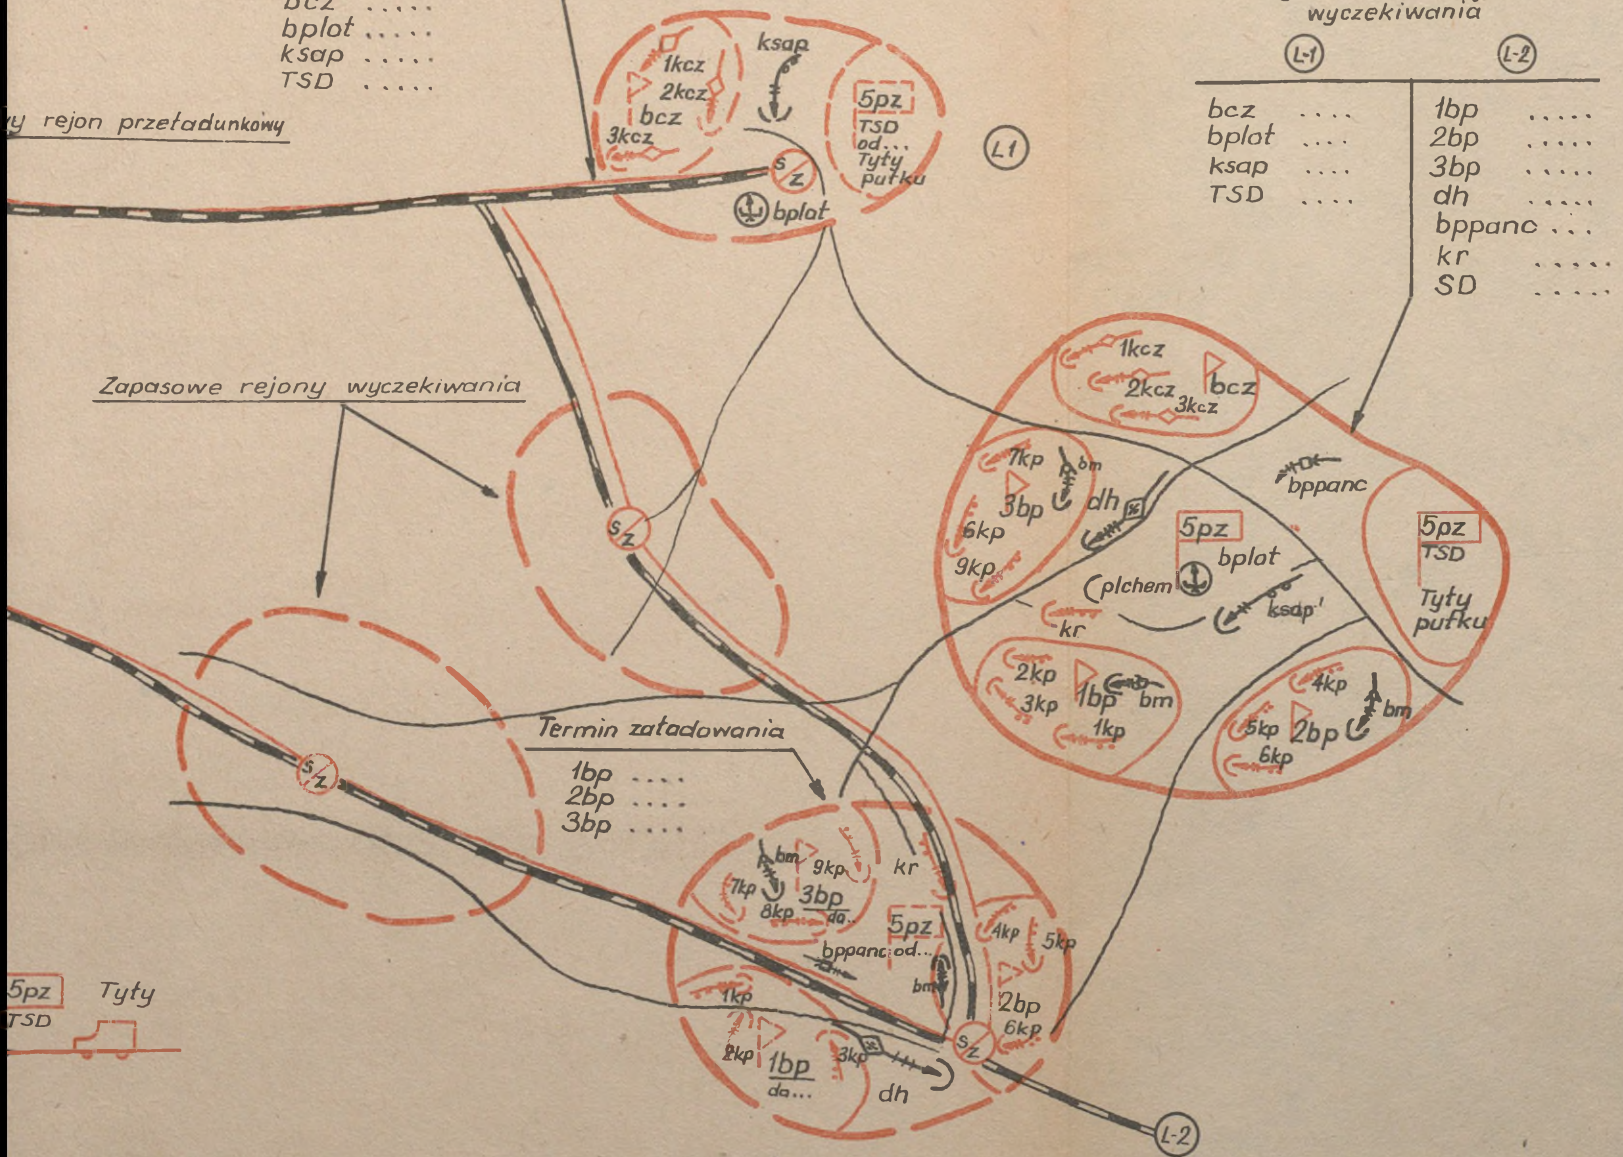 bcz .....
bplot .....
ksap .....
TSD .....
wyczekiwania
L-1
L-2
bcz ....
bplot ....
ksap ....
TSD ....
1bp .....
2bp .....
3bp .....
dh .....
bppanc ...
kr .....
SD .....
rejon przeładunkowy
1kcz
2kcz
bcz
3kcz
ksap
5pz
TSD
od...
Tyły
pułku
S
Z
bplot
L1
Zapasowe rejony wyczekiwania
S
Z
1kcz
2kcz
3kcz
bcz
7kp
bm
3bp
6kp
9kp
dh
bppanc
5pz
bplot
plchem
ksap
kr
5pz
TSD
Tyły
pułku
2kp
3kp
1bp
bm
1kp
4kp
5kp
2bp
bm
6kp
Termin załadowania
1bp ....
2bp ....
3bp ....
S
Z
bm
9kp
7kp
3bp
8kp
da..
kr
5pz
bppanc od...
bm
4kp
5kp
2bp
6kp
1kp
2kp
1bp
da...
3kp
dh
S
Z
5pz
Tyły
TSD
L-2